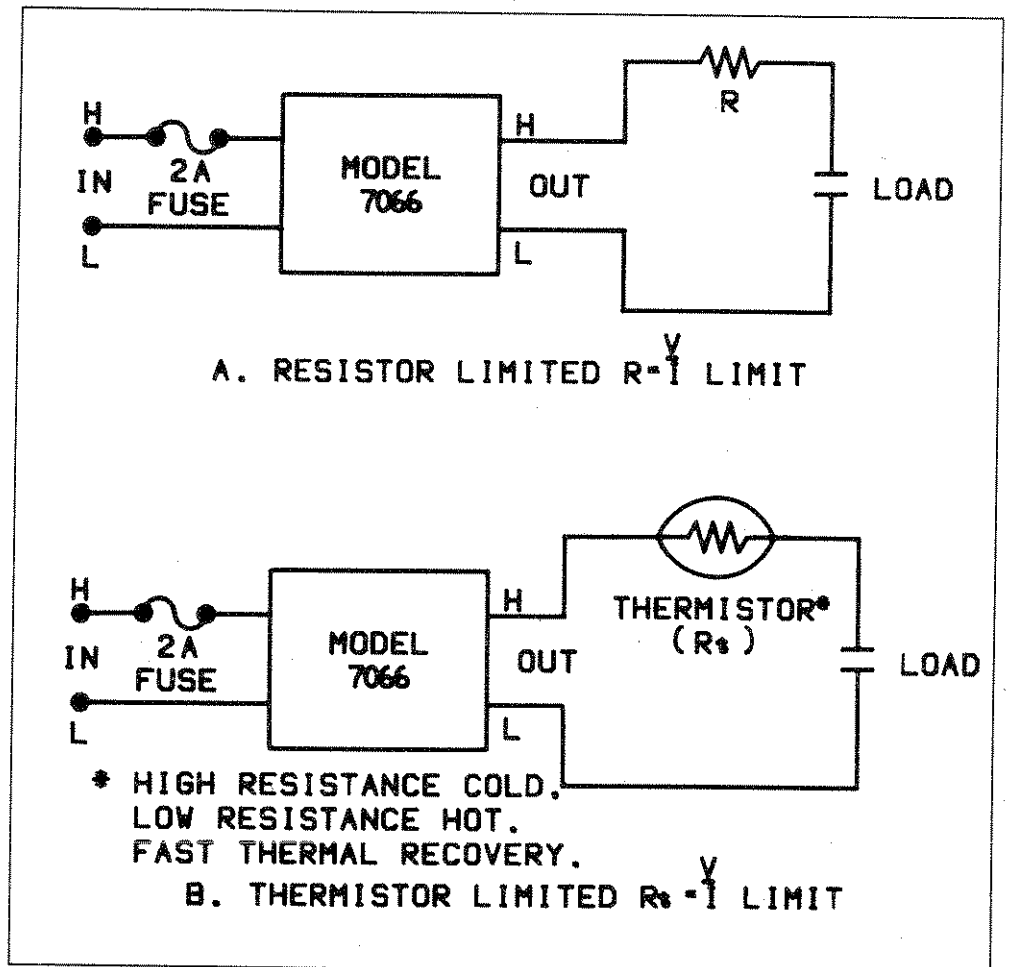 H
IN
L
2A
FUSE
MODEL
7066
H
OUT
L
R
LOAD
A. RESISTOR LIMITED R=V/I LIMIT
H
IN
L
2A
FUSE
MODEL
7066
H
OUT
L
THERMISTOR*
(Rt)
LOAD
* HIGH RESISTANCE COLD.
LOW RESISTANCE HOT.
FAST THERMAL RECOVERY.
B. THERMISTOR LIMITED Rt=V/I LIMIT